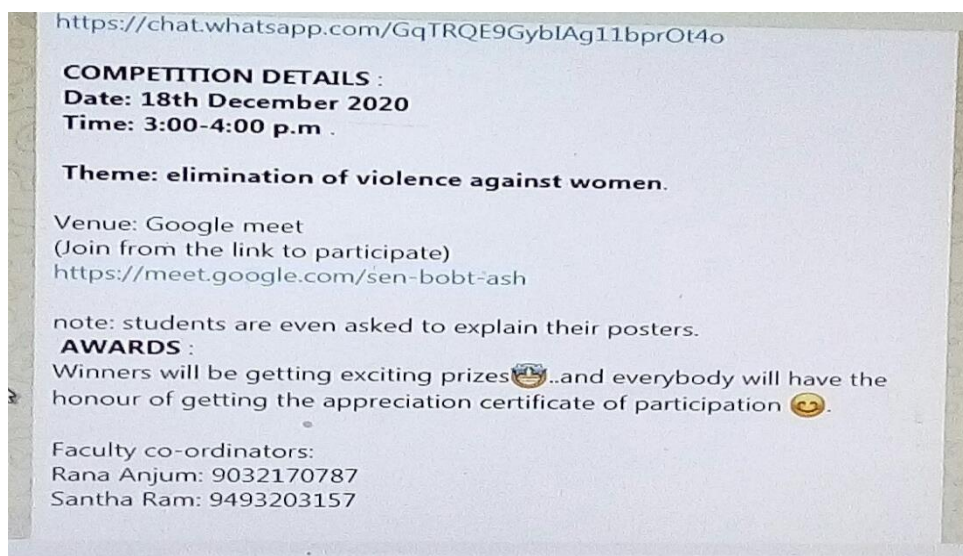 https://chat.whatsapp.com/GqTRQE9GyblAg11bprOt4o
COMPETITION DETAILS :
Date: 18th December 2020
Time: 3:00-4:00 p.m .
Theme: elimination of violence against women.
Venue: Google meet
(Join from the link to participate)
https://meet.google.com/sen-bobt-ash
note: students are even asked to explain their posters.
AWARDS :
Winners will be getting exciting prizes🤩..and everybody will have the
honour of getting the appreciation certificate of participation 😊.
Faculty co-ordinators:
Rana Anjum: 9032170787
Santha Ram: 9493203157